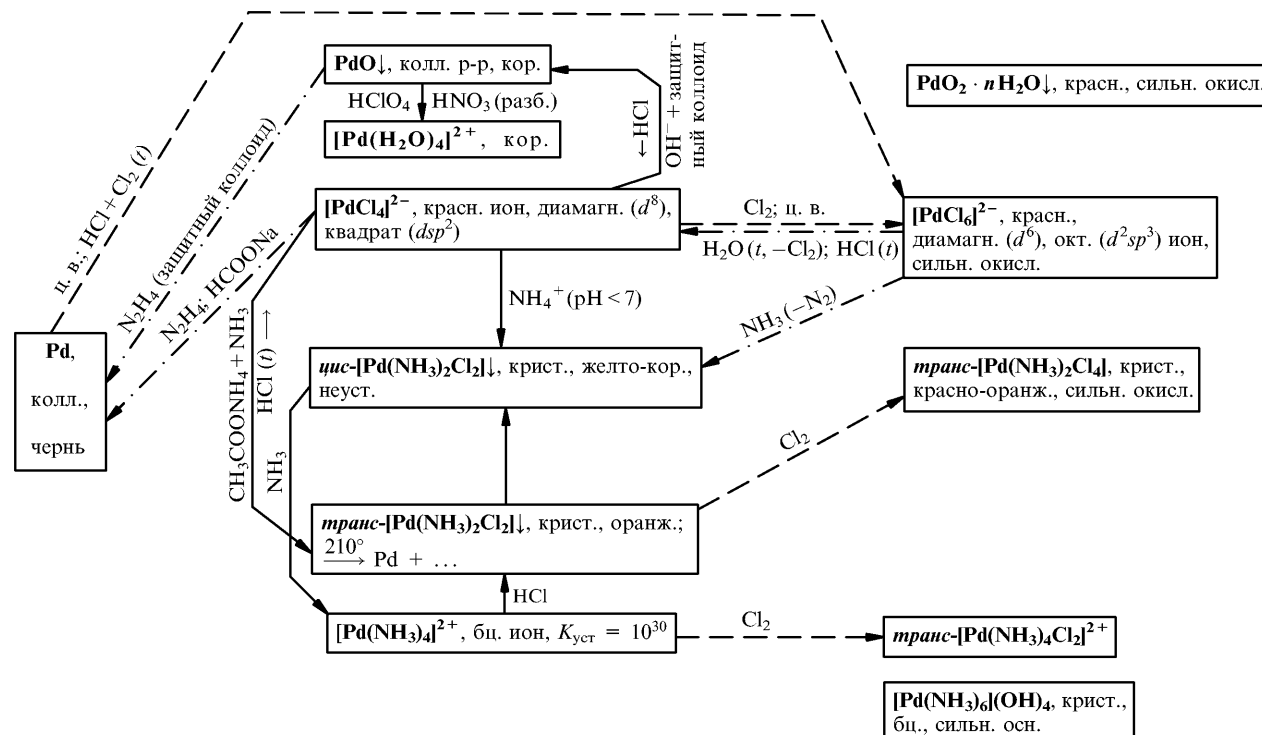 ц. в.; HCl + Cl₂ (t)
PdO↓, колл. р-р, кор.
HClO₄
HNO₃ (разб.)
[Pd(H₂O)₄]²⁺, кор.
←HCl
OH⁻ + защит-
ный коллоид
PdO₂ · nH₂O↓, красн., сильн. окисл.
N₂H₄ (защитный коллоид)
N₂H₄; HCOONa
[PdCl₄]²⁻, красн. ион, диамагн. (d⁸),
квадрат (dsp²)
Cl₂; ц. в.
H₂O (t, −Cl₂); HCl (t)
[PdCl₆]²⁻, красн.,
диамагн. (d⁶), окт. (d²sp³) ион,
сильн. окисл.
NH₄⁺ (pH < 7)
NH₃ (−N₂)
Pd,
колл.,
чернь
CH₃COONH₄ + NH₃
HCl (t) ⟶
NH₃
цис-[Pd(NH₃)₂Cl₂]↓, крист., желто-кор.,
неуст.
транс-[Pd(NH₃)₂Cl₄], крист.,
красно-оранж., сильн. окисл.
Cl₂
транс-[Pd(NH₃)₂Cl₂]↓, крист., оранж.;
210°
⟶ Pd + …
HCl
[Pd(NH₃)₄]²⁺, бц. ион, Kуст = 10³⁰
Cl₂
транс-[Pd(NH₃)₄Cl₂]²⁺
[Pd(NH₃)₆](OH)₄, крист.,
бц., сильн. осн.